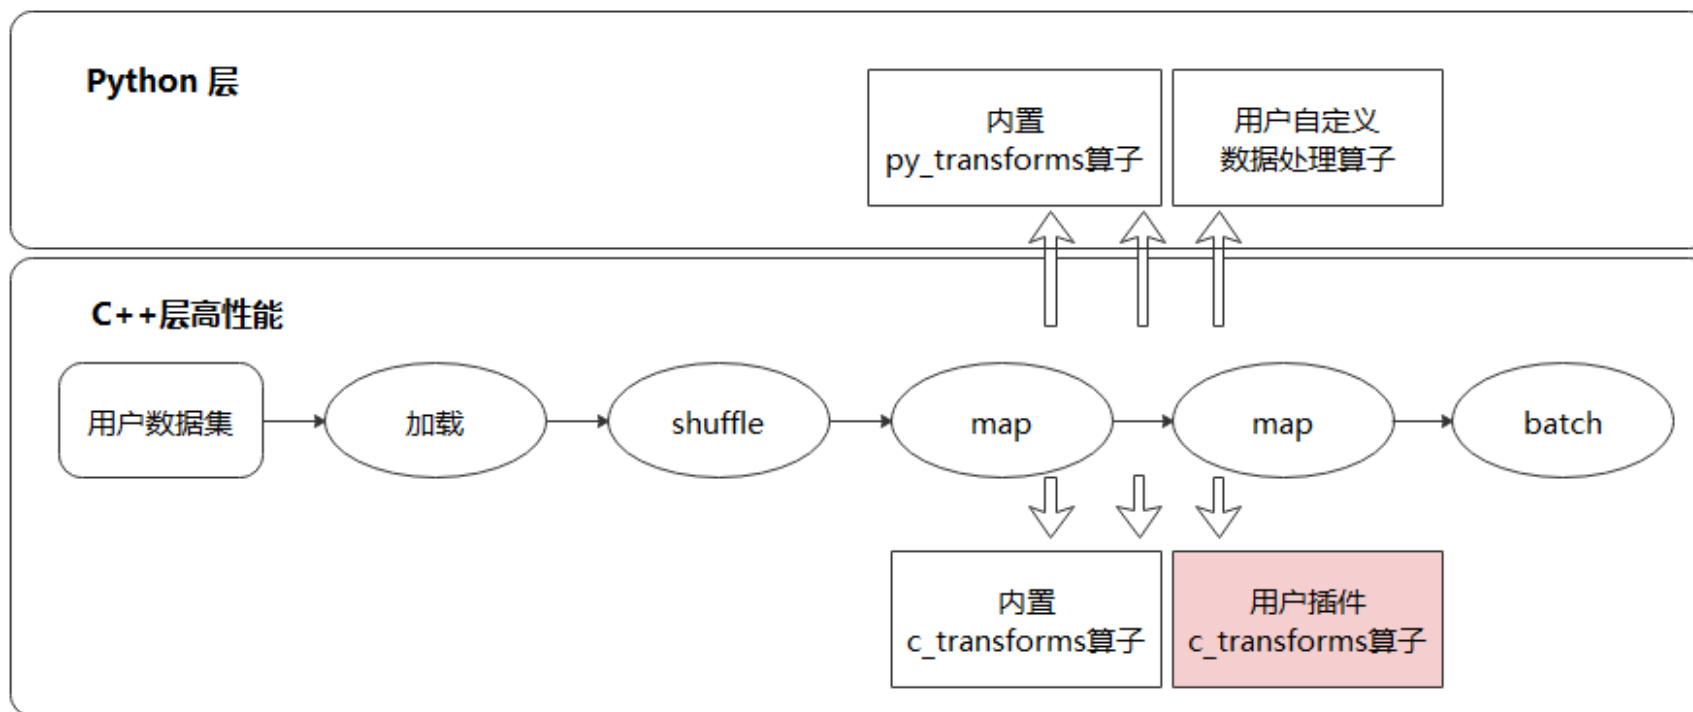 Python 层
内置
py_transforms算子
用户自定义
数据处理算子
C++层高性能
用户数据集
加载
shuffle
map
map
batch
内置
c_transforms算子
用户插件
c_transforms算子